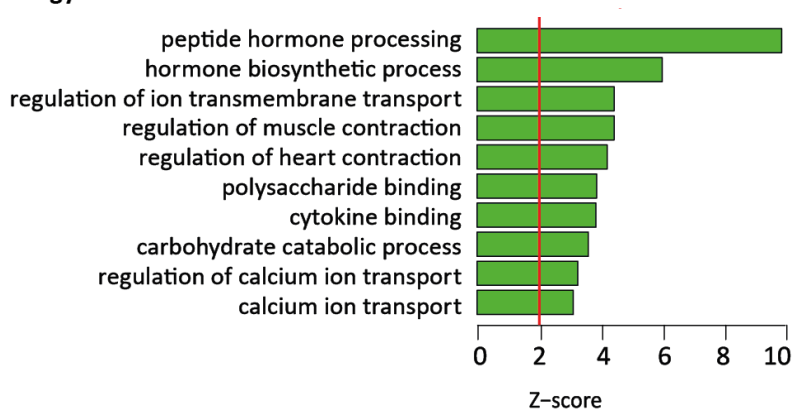 peptide hormone processing
hormone biosynthetic process
regulation of ion transmembrane transport
regulation of muscle contraction
regulation of heart contraction
polysaccharide binding
cytokine binding
carbohydrate catabolic process
regulation of calcium ion transport
calcium ion transport
0 2 4 6 8 10
Z-score